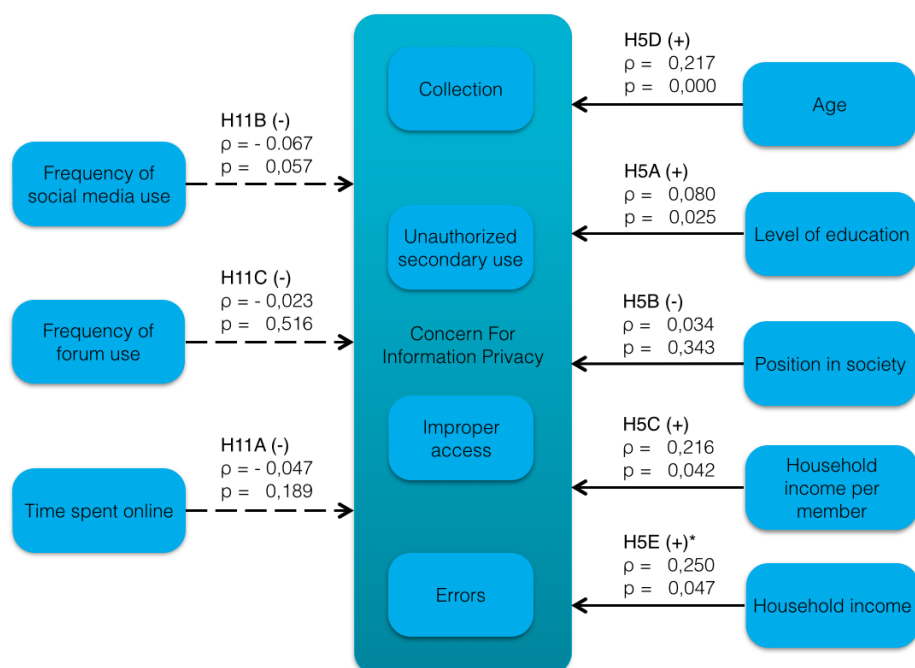 H11B (-)
ρ = - 0.067
p = 0,057
Frequency of
social media use
H11C (-)
ρ = - 0,023
p = 0,516
Frequency of
forum use
H11A (-)
ρ = - 0,047
p = 0,189
Time spent online
Collection
Unauthorized
secondary use
Concern For
Information Privacy
Improper
access
Errors
H5D (+)
ρ = 0,217
p = 0,000
Age
H5A (+)
ρ = 0,080
p = 0,025
Level of education
H5B (-)
ρ = 0,034
p = 0,343
Position in society
H5C (+)
ρ = 0,216
p = 0,042
Household
income per
member
H5E (+)*
ρ = 0,250
p = 0,047
Household income